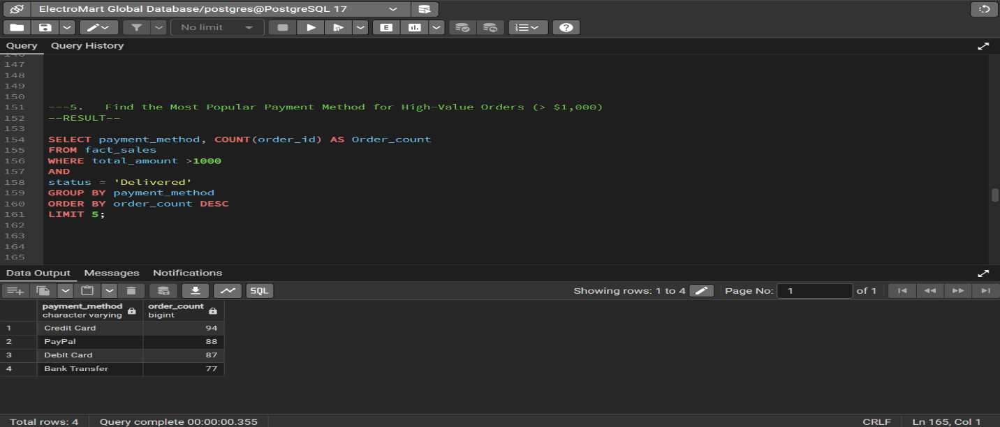 ElectroMart Global Database/postgres@PostgreSQL 17
No limit
E
Query Query History
147
148
149
150
151 ---5. Find the Most Popular Payment Method for High-Value Orders (> $1,000)
152 --RESULT--
153
154 SELECT payment_method, COUNT(order_id) AS Order_count
155 FROM fact_sales
156 WHERE total_amount >1000
157 AND
158 status = 'Delivered'
159 GROUP BY payment_method
160 ORDER BY order_count DESC
161 LIMIT 5;
162
163
164
165
Data Output Messages Notifications
SQL Showing rows: 1 to 4 Page No: 1 of 1
payment_method order_count
character varying bigint
1 Credit Card 94
2 PayPal 88
3 Debit Card 87
4 Bank Transfer 77
Total rows: 4 Query complete 00:00:00.355 CRLF Ln 165, Col 1